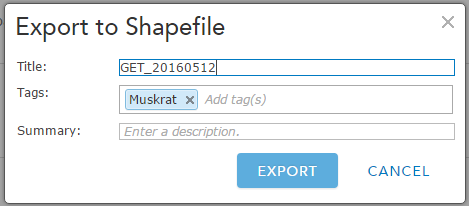 Export to Shapefile
Title: GET_20160512
Tags: Muskrat × Add tag(s)
Summary: Enter a description.
EXPORT CANCEL